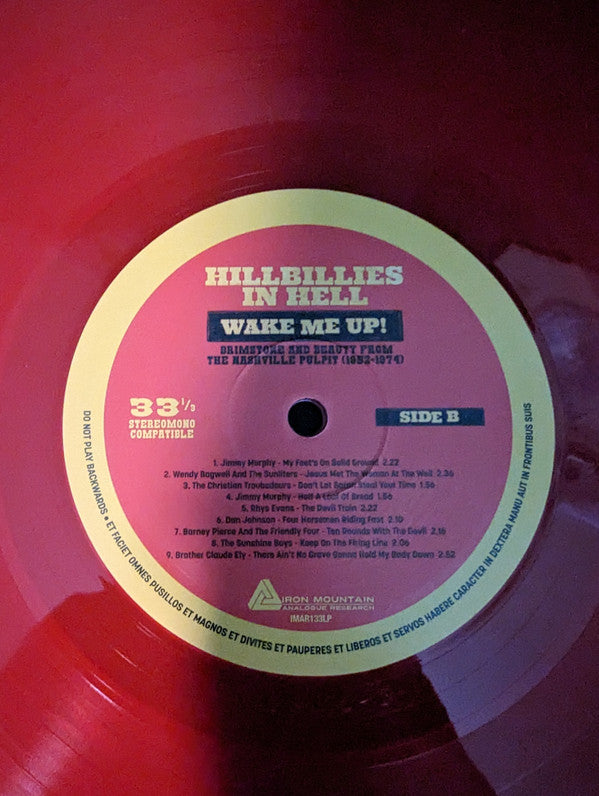 HILLBILLIES
IN HELL
WAKE ME UP!
BRIMSTONE AND BEAUTY FROM
THE NASHVILLE PULPIT (1952-1974)
33 1/3
STEREOMONO
COMPATIBLE
SIDE B
1. Jimmy Murphy - My Feet's On Solid Ground 2.22
2. Wendy Bagwell And The Sunliters - Jesus Met The Woman At The Well 2.36
3. The Christian Troubadours - Don't Let Satan Steal Your Time 1.56
4. Jimmy Murphy - Half A Loaf Of Bread 1.56
5. Rhys Evans - The Devil Train 2.22
6. Dan Johnson - Four Horsemen Riding Fast 2.10
7. Barney Pierce And The Friendly Four - Ten Rounds With The Devil 2.16
8. The Sunshine Boys - Keep On The Firing Line 2.06
9. Brother Claude Ely - There Ain't No Grave Gonna Hold My Body Down 2.52
IRON MOUNTAIN
ANALOGUE RESEARCH
IMAR133LP
DO NOT PLAY BACKWARDS • ET FACIET OMNES PUSILLOS ET MAGNOS ET DIVITES ET PAUPERES ET LIBEROS ET SERVOS HABERE CARACTER IN DEXTERA MANU AUT IN FRONTIBUS SUIS